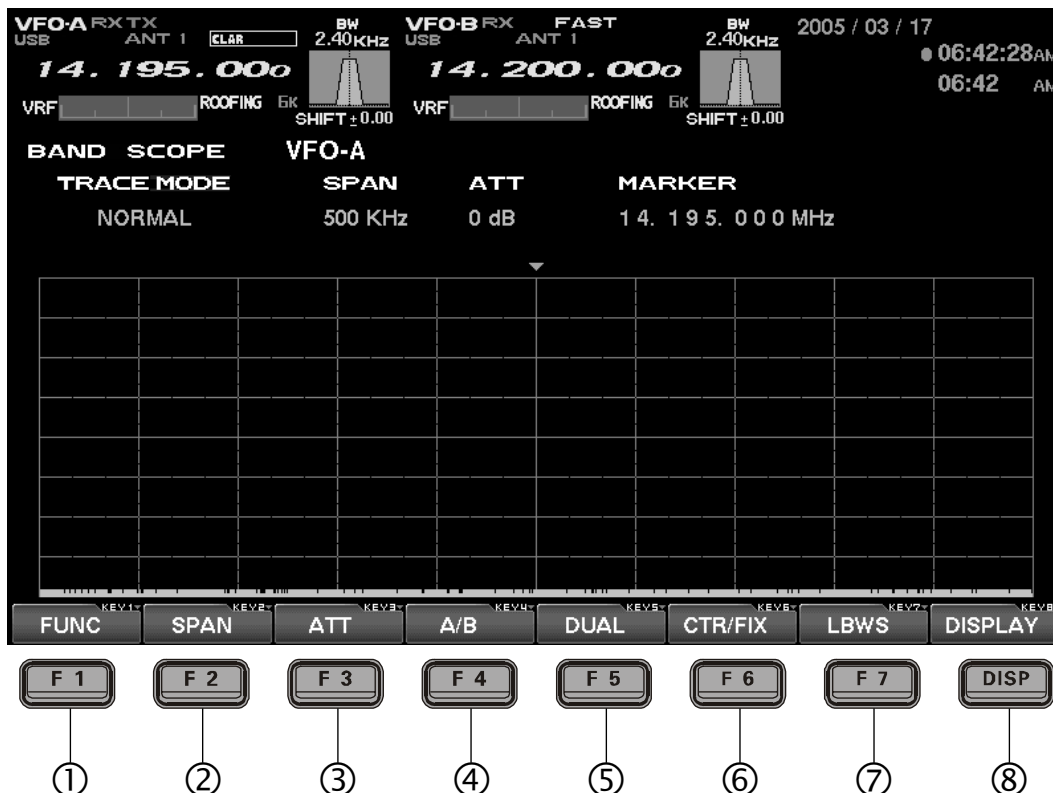 VFO-A RX TX BW VFO-B RX FAST BW 2005 / 03 / 17
USB ANT 1 CLAR 2.40KHz USB ANT 1 2.40KHz
06:42:28AM
14.195.000 14.200.000
06:42 AM
VRF ROOFING 6K VRF ROOFING 6K
SHIFT ±0.00 SHIFT ±0.00
BAND SCOPE VFO-A
TRACE MODE SPAN ATT MARKER
NORMAL 500 KHz 0 dB 14.195.000 MHz
KEY1 KEY2 KEY3 KEY4 KEY5 KEY6 KEY7 KEY8
FUNC SPAN ATT A/B DUAL CTR/FIX LBWS DISPLAY
F 1 F 2 F 3 F 4 F 5 F 6 F 7 DISP
① ② ③ ④ ⑤ ⑥ ⑦ ⑧